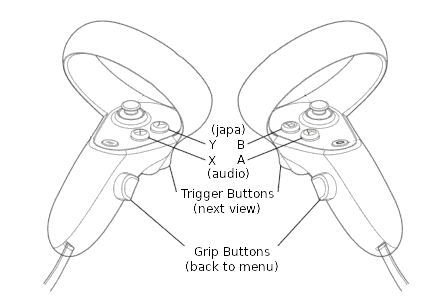 (japa)
Y B
X A
(audio)
Trigger Buttons
(next view)
Grip Buttons
(back to menu)